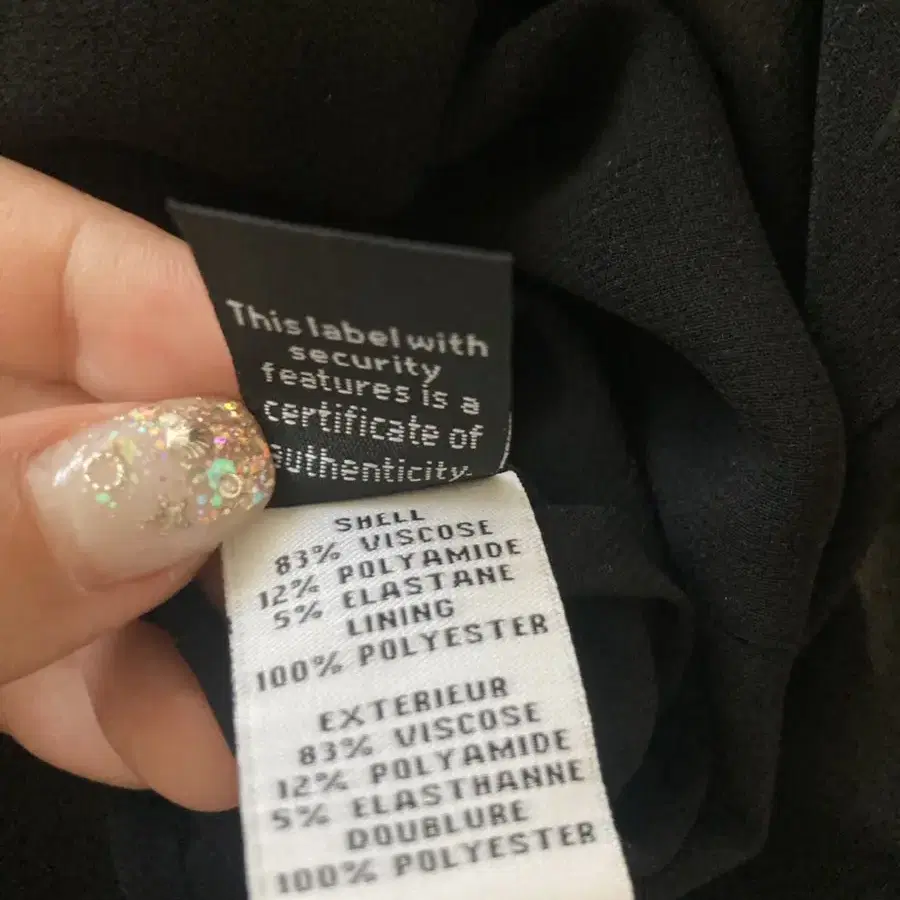 This label with
security
features is a
certificate of
authenticity.
SHELL
83% VISCOSE
12% POLYAMIDE
5% ELASTANE
LINING
100% POLYESTER
EXTERIEUR
83% VISCOSE
12% POLYAMIDE
5% ELASTHANNE
DOUBLURE
100% POLYESTER